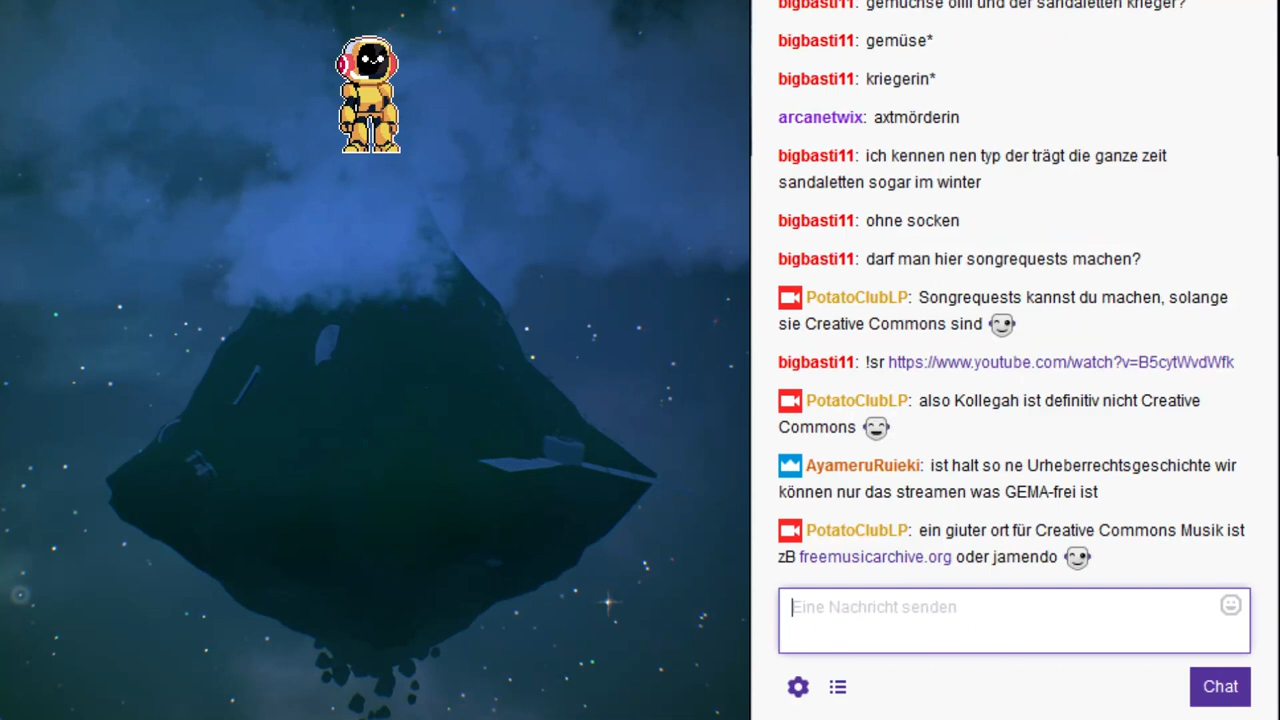 bigbasti11: gemüchse olili und der sandaletten krieger?
bigbasti11: gemüse*
bigbasti11: kriegerin*
arcanetwix: axtmörderin
bigbasti11: ich kennen nen typ der trägt die ganze zeit
sandaletten sogar im winter
bigbasti11: ohne socken
bigbasti11: darf man hier songrequests machen?
PotatoClubLP: Songrequests kannst du machen, solange
sie Creative Commons sind
bigbasti11: !sr https://www.youtube.com/watch?v=B5cytWvdWfk
PotatoClubLP: also Kollegah ist definitiv nicht Creative
Commons
AyameruRuieki: ist halt so ne Urheberrechtsgeschichte wir
können nur das streamen was GEMA-frei ist
PotatoClubLP: ein giuter ort für Creative Commons Musik ist
zB freemusicarchive.org oder jamendo
Eine Nachricht senden
Chat